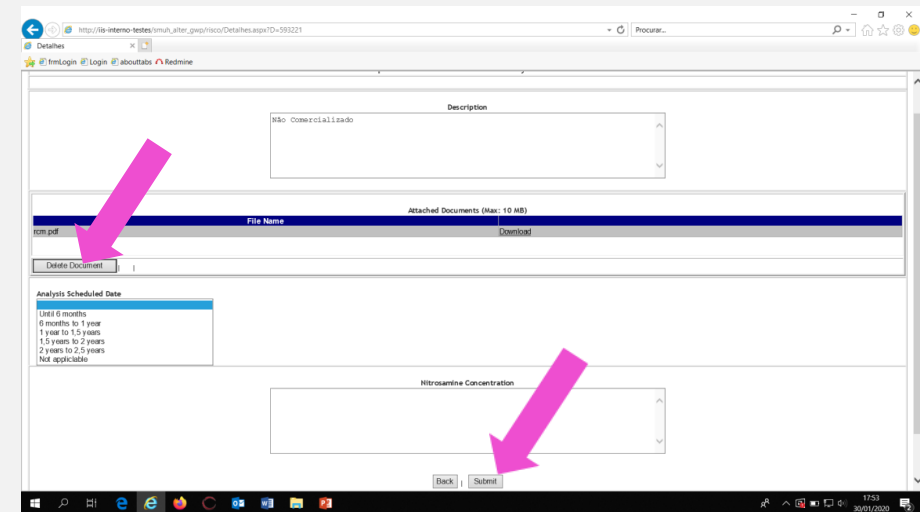 http://iis-interno-testes/smuh_alter_gwp/risco/Detalhes.aspx?D=593221
Procurar...
Detalhes
frmLogin Login abouttabs Redmine
Description
Não Comercializado
Attached Documents (Max: 10 MB)
File Name
rcm.pdf Download
Delete Document | |
Analysis Scheduled Date
Until 6 months
6 months to 1 year
1 year to 1,5 years
1,5 years to 2 years
2 years to 2,5 years
Not appliclable
Nitrosamine Concentration
Back | Submit
17:53
30/01/2020